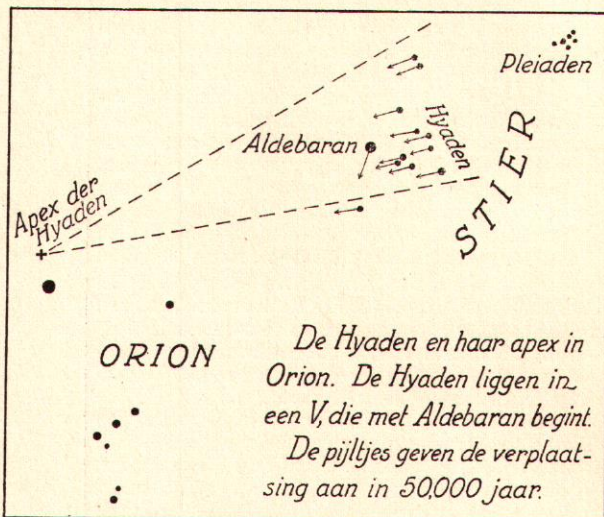 Pleiaden
Hyaden
Aldebaran
STIER
Apex der
Hyaden
ORION
De Hyaden en haar apex in
Orion. De Hyaden liggen in
een V, die met Aldebaran begint.
De pijltjes geven de verplaat-
sing aan in 50,000 jaar.